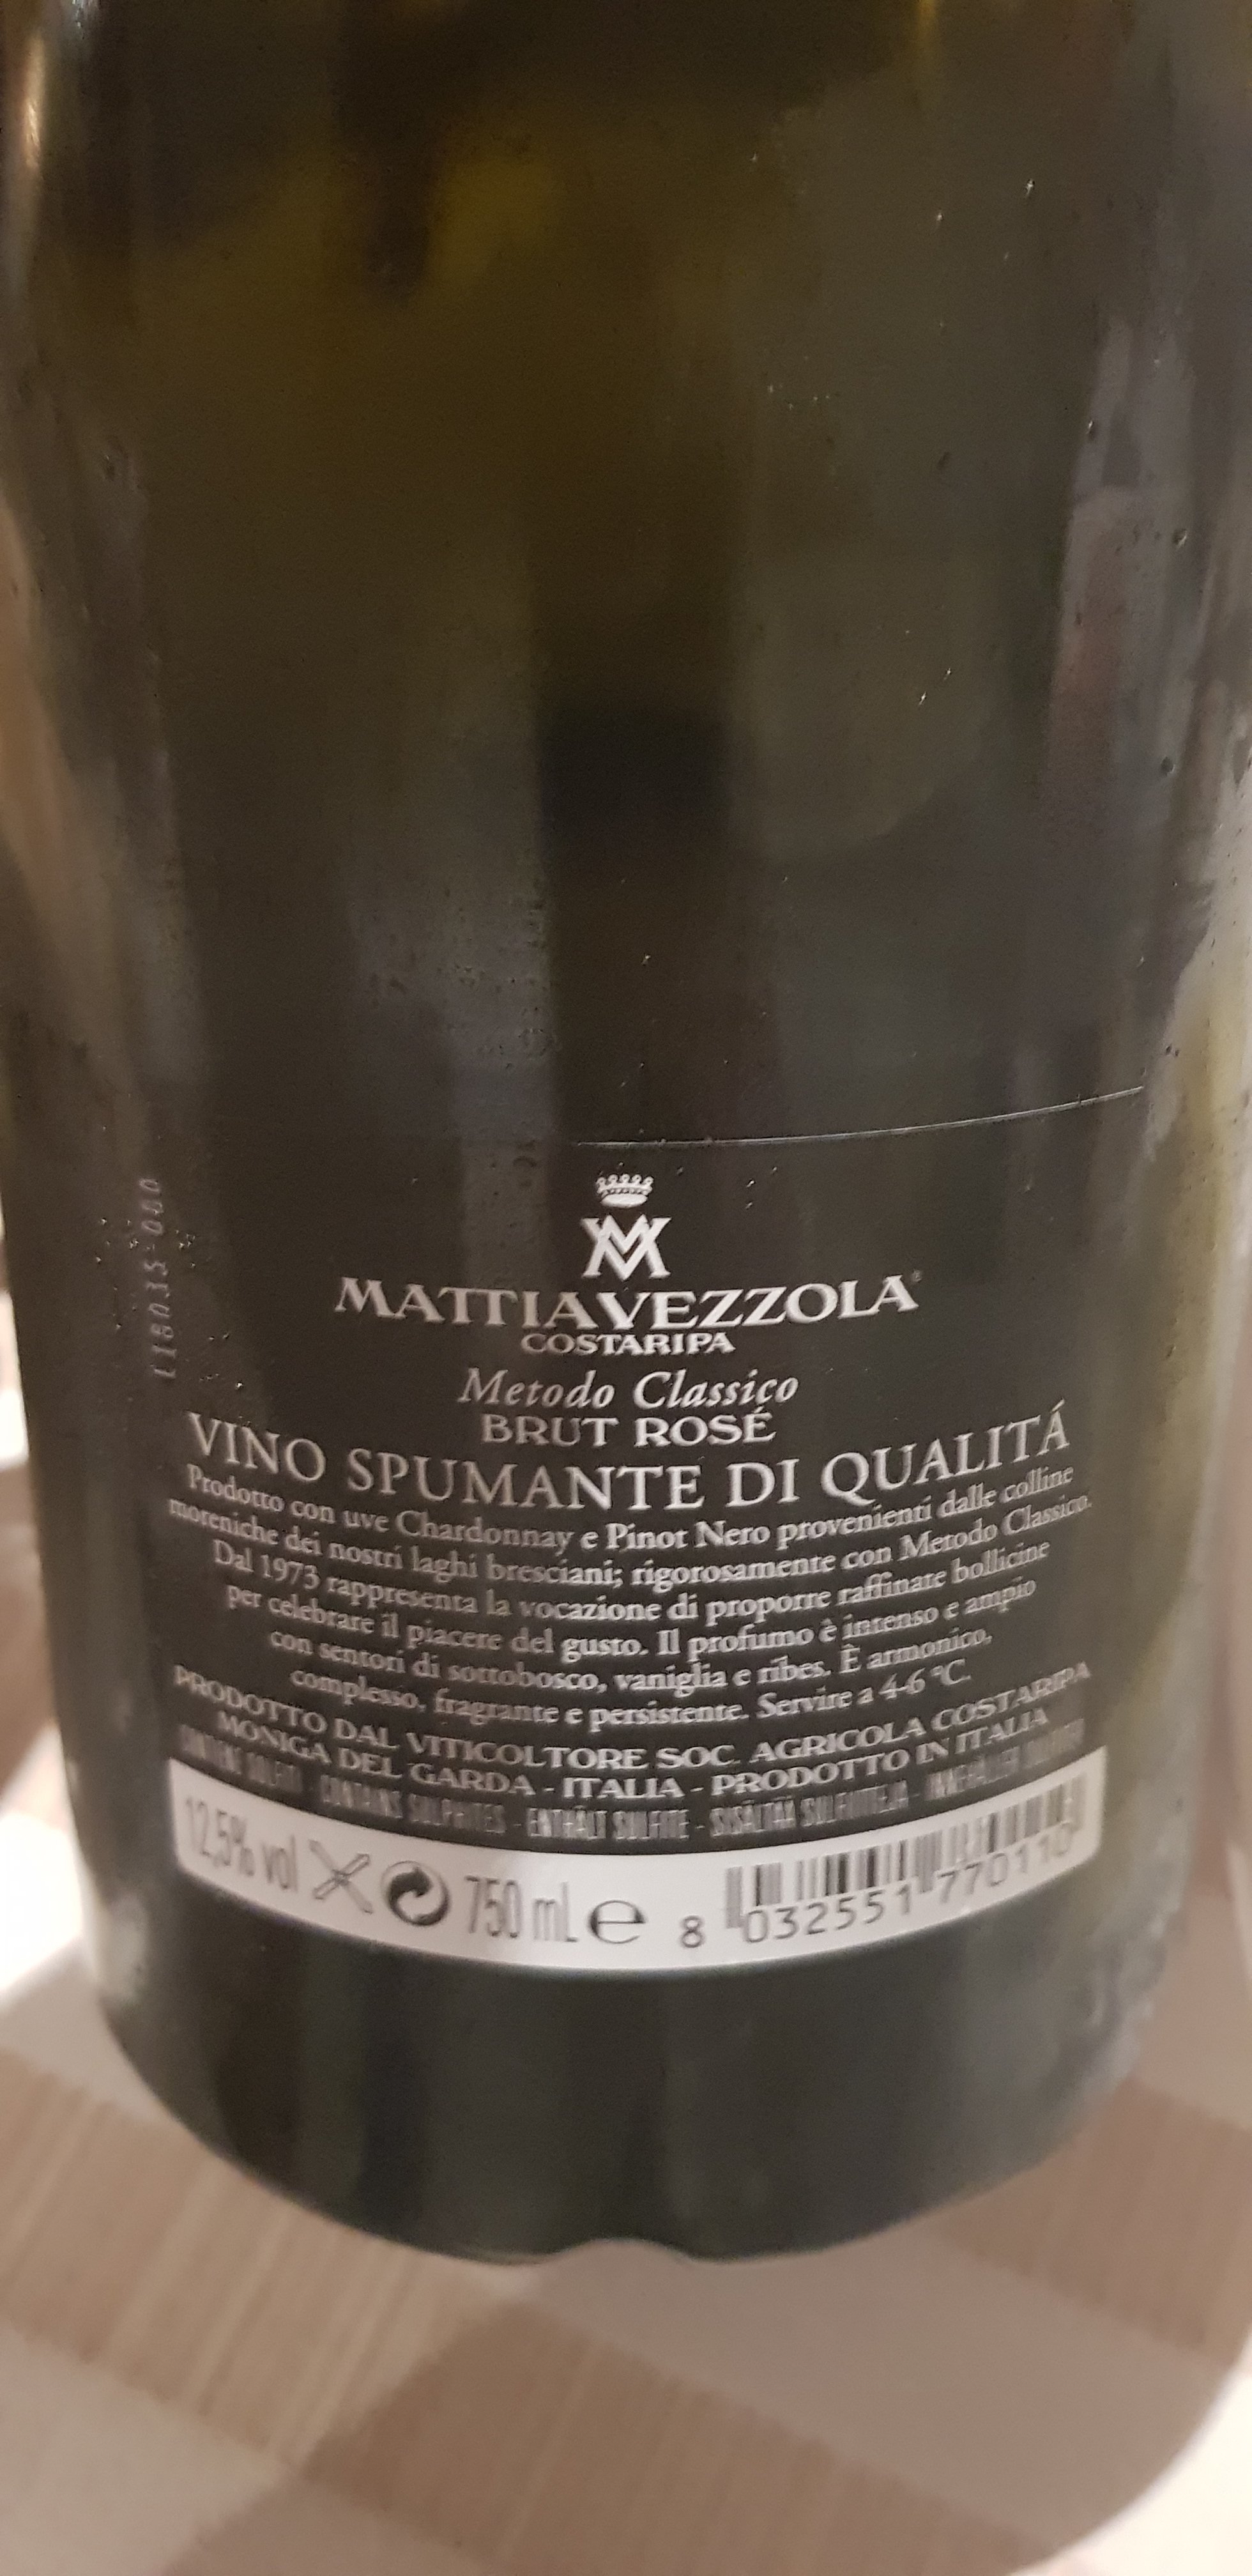 MATTIAVEZZOLA®
COSTARIPA
Metodo Classico
BRUT ROSÉ
VINO SPUMANTE DI QUALITÁ
Prodotto con uve Chardonnay e Pinot Nero provenienti dalle colline
moreniche dei nostri laghi bresciani; rigorosamente con Metodo Classico.
Dal 1973 rappresenta la vocazione di proporre raffinate bollicine
per celebrare il piacere del gusto. Il profumo è intenso e ampio
con sentori di sottobosco, vaniglia e ribes. È armonico,
complesso, fragrante e persistente. Servire a 4-6 °C.
PRODOTTO DAL VITICOLTORE SOC. AGRICOLA COSTARIPA
MONIGA DEL GARDA - ITALIA - PRODOTTO IN ITALIA
CONTAINS SULPHITES - ENTHÄLT SULFITE - SISÄLTÄÄ SULFIITTEJA -
12,5% vol 750 mL e 8 032551 770110
L18035-000